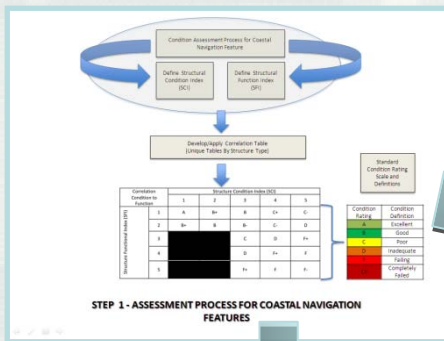 Condition Assessment Process for Coastal
Navigation Feature
Define Structural
Condition Index
(SCI)
Define Structural
Function Index
(SFI)
Develop/Apply Correlation Table
(Unique Tables By Structure Type)
Standard
Condition Rating
Scale and
Definitions
Correlation
Condition to
Function
Structure Condition Index (SCI)
1 2 3 4 5
Structure Functional Index (SFI)
1 A B+ B C+ C-
2 B+ B B- C- D
3 C D F+
4 D F+ F
5 F+ F F-
Condition
Rating
Condition
Definition
A Excellent
B Good
C Poor
D Inadequate
F Failing
Completely
Failed
STEP 1 - ASSESSMENT PROCESS FOR COASTAL NAVIGATION
FEATURES